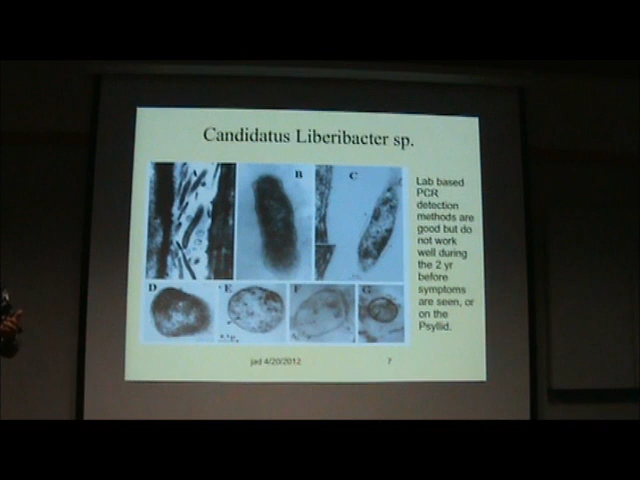 Candidatus Liberibacter sp.
B
C
D
E
F
G
Lab based
PCR
detection
methods are
good but do
not work
well during
the 2 yr
before
symptoms
are seen, or
on the
Psyllid.
jad 4/20/2012
7